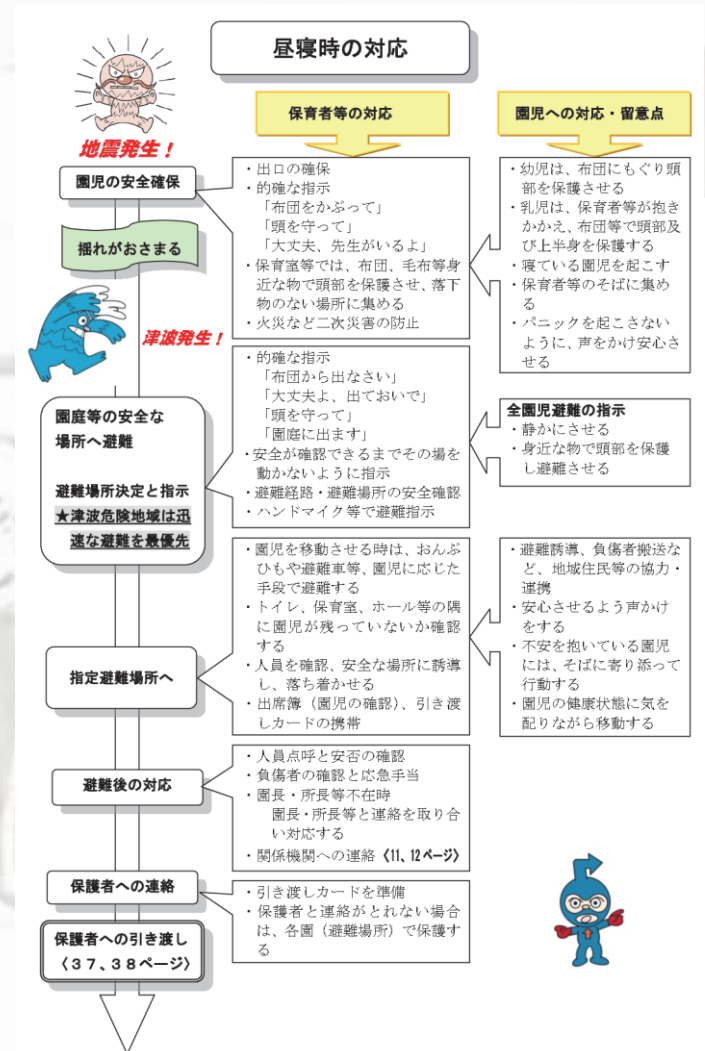 昼寝時の対応
保育者等の対応
園児への対応・留意点
地震発生！
園児の安全確保
揺れがおさまる
・出口の確保
・的確な指示
「布団をかぶって」
「頭を守って」
「大丈夫、先生がいるよ」
・保育室等では、布団、毛布等身
近な物で頭部を保護させ、落下
物のない場所に集める
・火災など二次災害の防止
・幼児は、布団にもぐり頭
部を保護させる
・乳児は、保育者等が抱き
かかえ、布団等で頭部及
び上半身を保護する
・寝ている園児を起こす
・保育者等のそばに集め
る
・パニックを起こさない
ように、声をかけ安心さ
せる
津波発生！
園庭等の安全な
場所へ避難
避難場所決定と指示
★津波危険地域は迅
速な避難を最優先
・的確な指示
「布団から出なさい」
「大丈夫よ、出ておいで」
「頭を守って」
「園庭に出ます」
・安全が確認できるまでその場を
動かないように指示
・避難経路・避難場所の安全確認
・ハンドマイク等で避難指示
全園児避難の指示
・静かにさせる
・身近な物で頭部を保護
し避難させる
指定避難場所へ
・園児を移動させる時は、おんぶ
ひもや避難車等、園児に応じた
手段で避難する
・トイレ、保育室、ホール等の隅
に園児が残っていないか確認
する
・人員を確認、安全な場所に誘導
し、落ち着かせる
・出席簿（園児の確認）、引き渡
しカードの携帯
・避難誘導、負傷者搬送な
ど、地域住民等の協力・
連携
・安心させるよう声かけ
をする
・不安を抱いている園児
には、そばに寄り添って
行動する
・園児の健康状態に気を
配りながら移動する
避難後の対応
・人員点呼と安否の確認
・負傷者の確認と応急手当
・園長・所長等不在時
園長・所長等と連絡を取り合
い対応する
・関係機関への連絡〈11、12ページ〉
保護者への連絡
・引き渡しカードを準備
・保護者と連絡がとれない場合
は、各園（避難場所）で保護す
る
保護者への引き渡し
〈37、38ページ〉